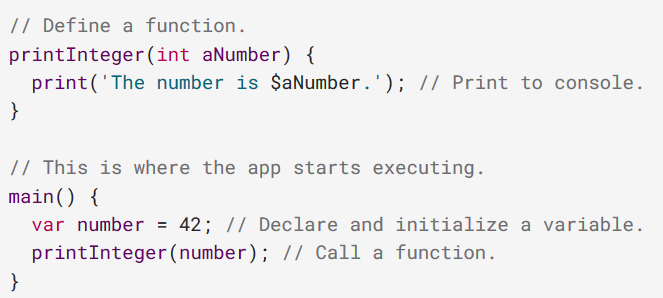 // Define a function.
printInteger(int aNumber) {
  print('The number is $aNumber.'); // Print to console.
}

// This is where the app starts executing.
main() {
  var number = 42; // Declare and initialize a variable.
  printInteger(number); // Call a function.
}